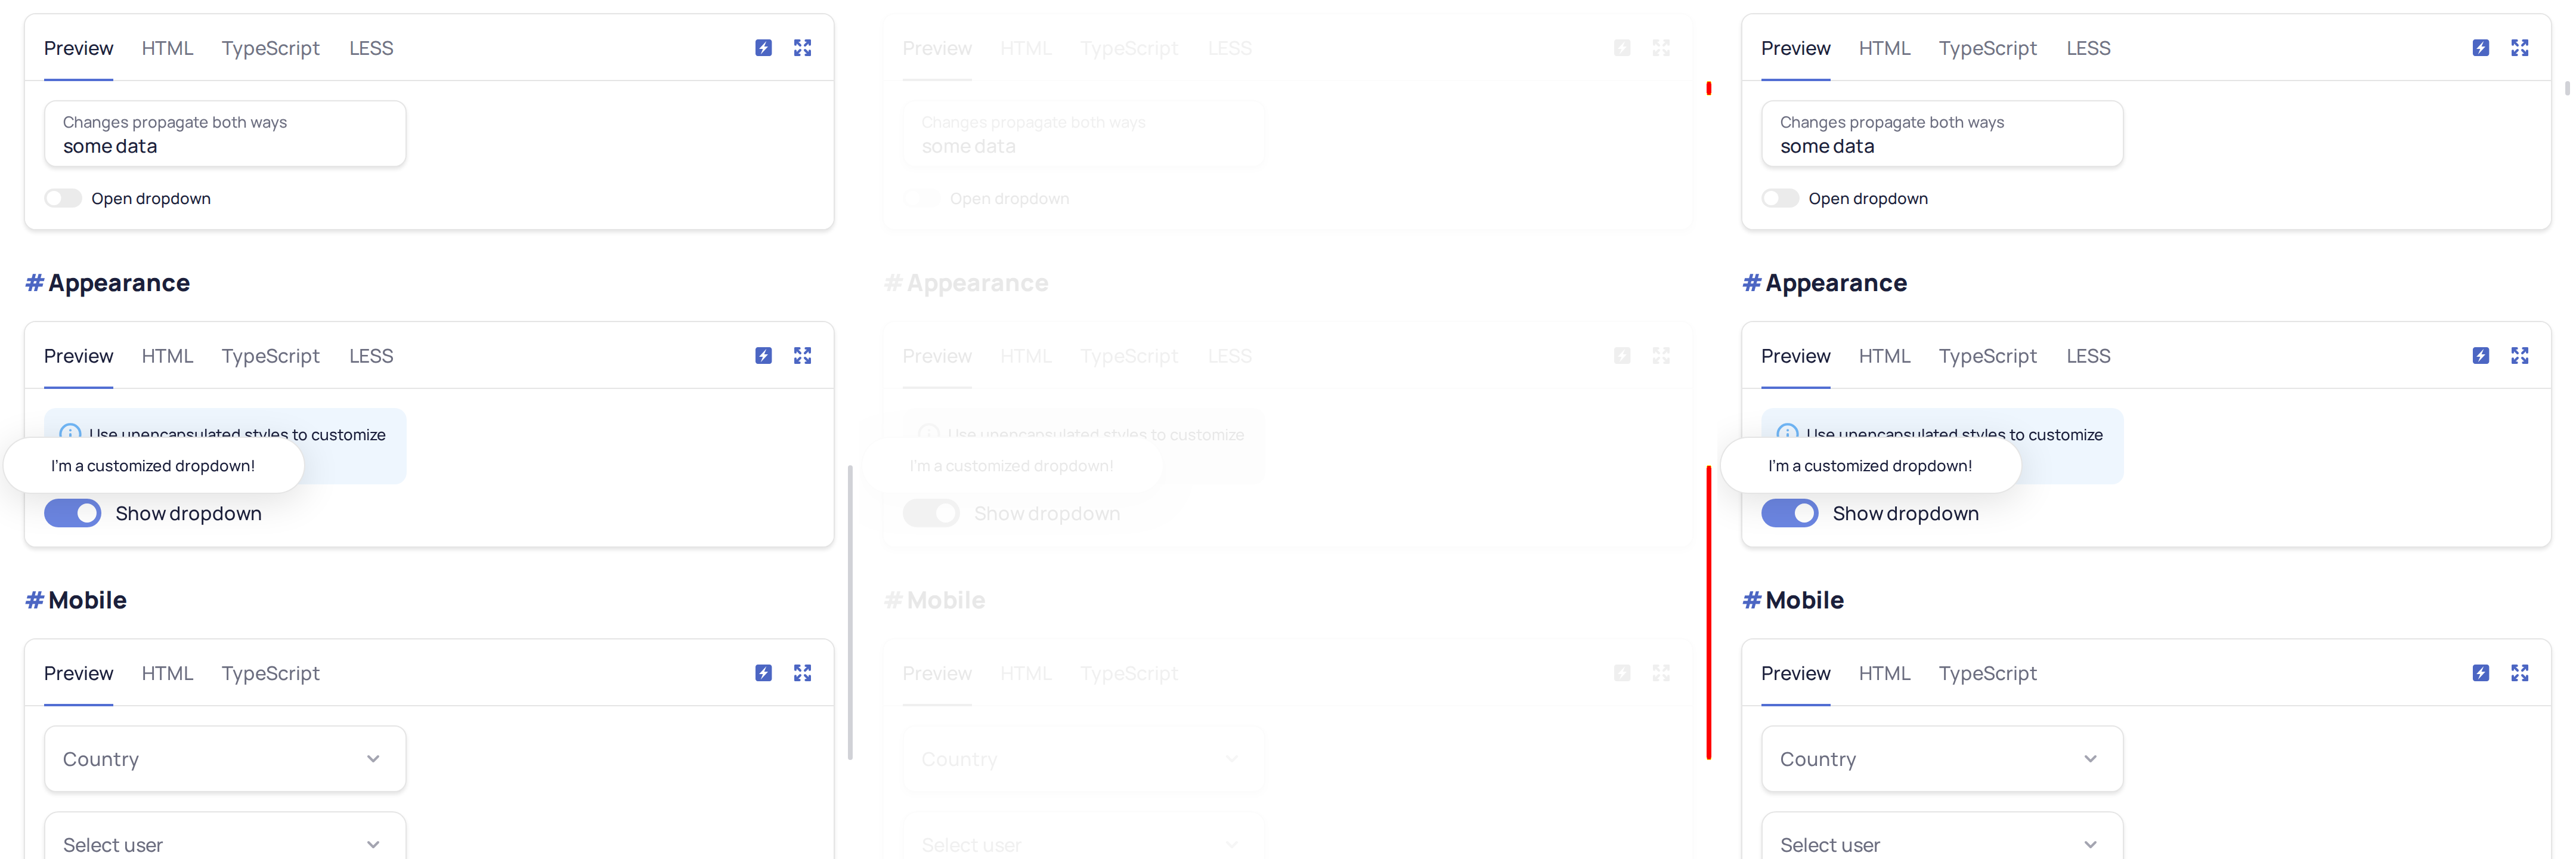 Preview HTML TypeScript LESS
Changes propagate both ways
some data
Open dropdown
# Appearance
Preview HTML TypeScript LESS
Use unencapsulated styles to customize
I'm a customized dropdown!
Show dropdown
# Mobile
Preview HTML TypeScript
Country
Select user
Preview HTML TypeScript LESS
Changes propagate both ways
some data
Open dropdown
# Appearance
Preview HTML TypeScript LESS
Use unencapsulated styles to customize
I'm a customized dropdown!
Show dropdown
# Mobile
Preview HTML TypeScript
Country
Select user
Preview HTML TypeScript LESS
Changes propagate both ways
some data
Open dropdown
# Appearance
Preview HTML TypeScript LESS
Use unencapsulated styles to customize
I'm a customized dropdown!
Show dropdown
# Mobile
Preview HTML TypeScript
Country
Select user